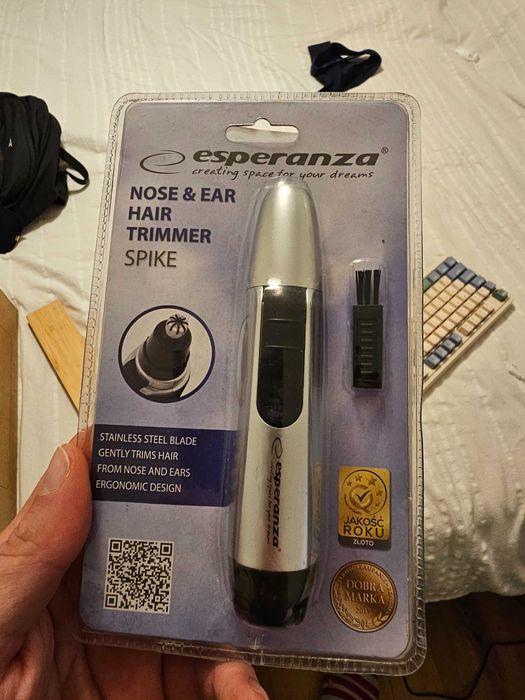 esperanza®
creating space for your dreams
NOSE & EAR
HAIR
TRIMMER
SPIKE
STAINLESS STEEL BLADE
GENTLY TRIMS HAIR
FROM NOSE AND EARS
ERGONOMIC DESIGN
esperanza®
JAKOŚĆ
ROKU
ZŁOTO
DOBRA
MARKA